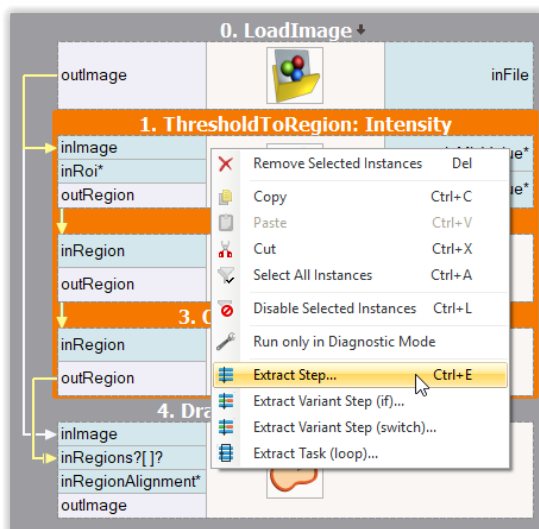 0. LoadImage
outImage
inFile
1. ThresholdToRegion: Intensity
inImage
inRoi*
outRegion
inRegion
outRegion
3.
inRegion
outRegion
4.
inImage
inRegions?[]?
inRegionAlignment*
outImage
Remove Selected Instances Del
Copy Ctrl+C
Paste Ctrl+V
Cut Ctrl+X
Select All Instances Ctrl+A
Disable Selected Instances Ctrl+L
Run only in Diagnostic Mode
Extract Step... Ctrl+E
Extract Variant Step (if)...
Extract Variant Step (switch)...
Extract Task (loop)...